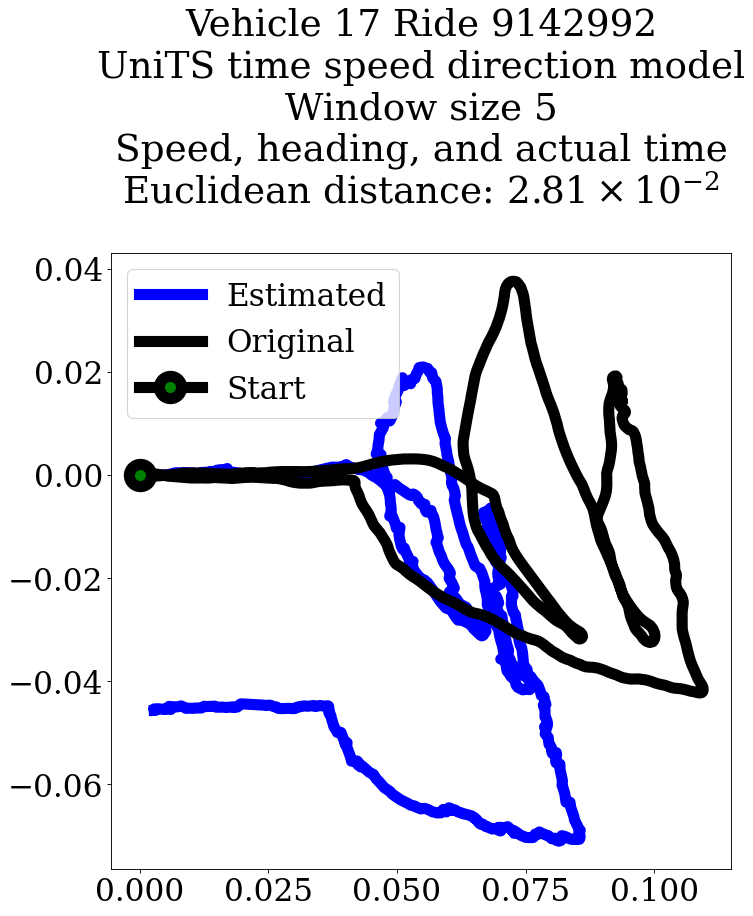 Vehicle 17 Ride 9142992
UniTS time speed direction model
Window size 5
Speed, heading, and actual time
Euclidean distance: 2.81 × 10⁻²
Estimated
Original
Start
0.04
0.02
0.00
−0.02
−0.04
−0.06
0.000 0.025 0.050 0.075 0.100